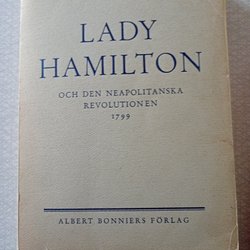 LADY
HAMILTON
OCH DEN NEAPOLITANSKA
REVOLUTIONEN
1799
ALBERT BONNIERS FÖRLAG